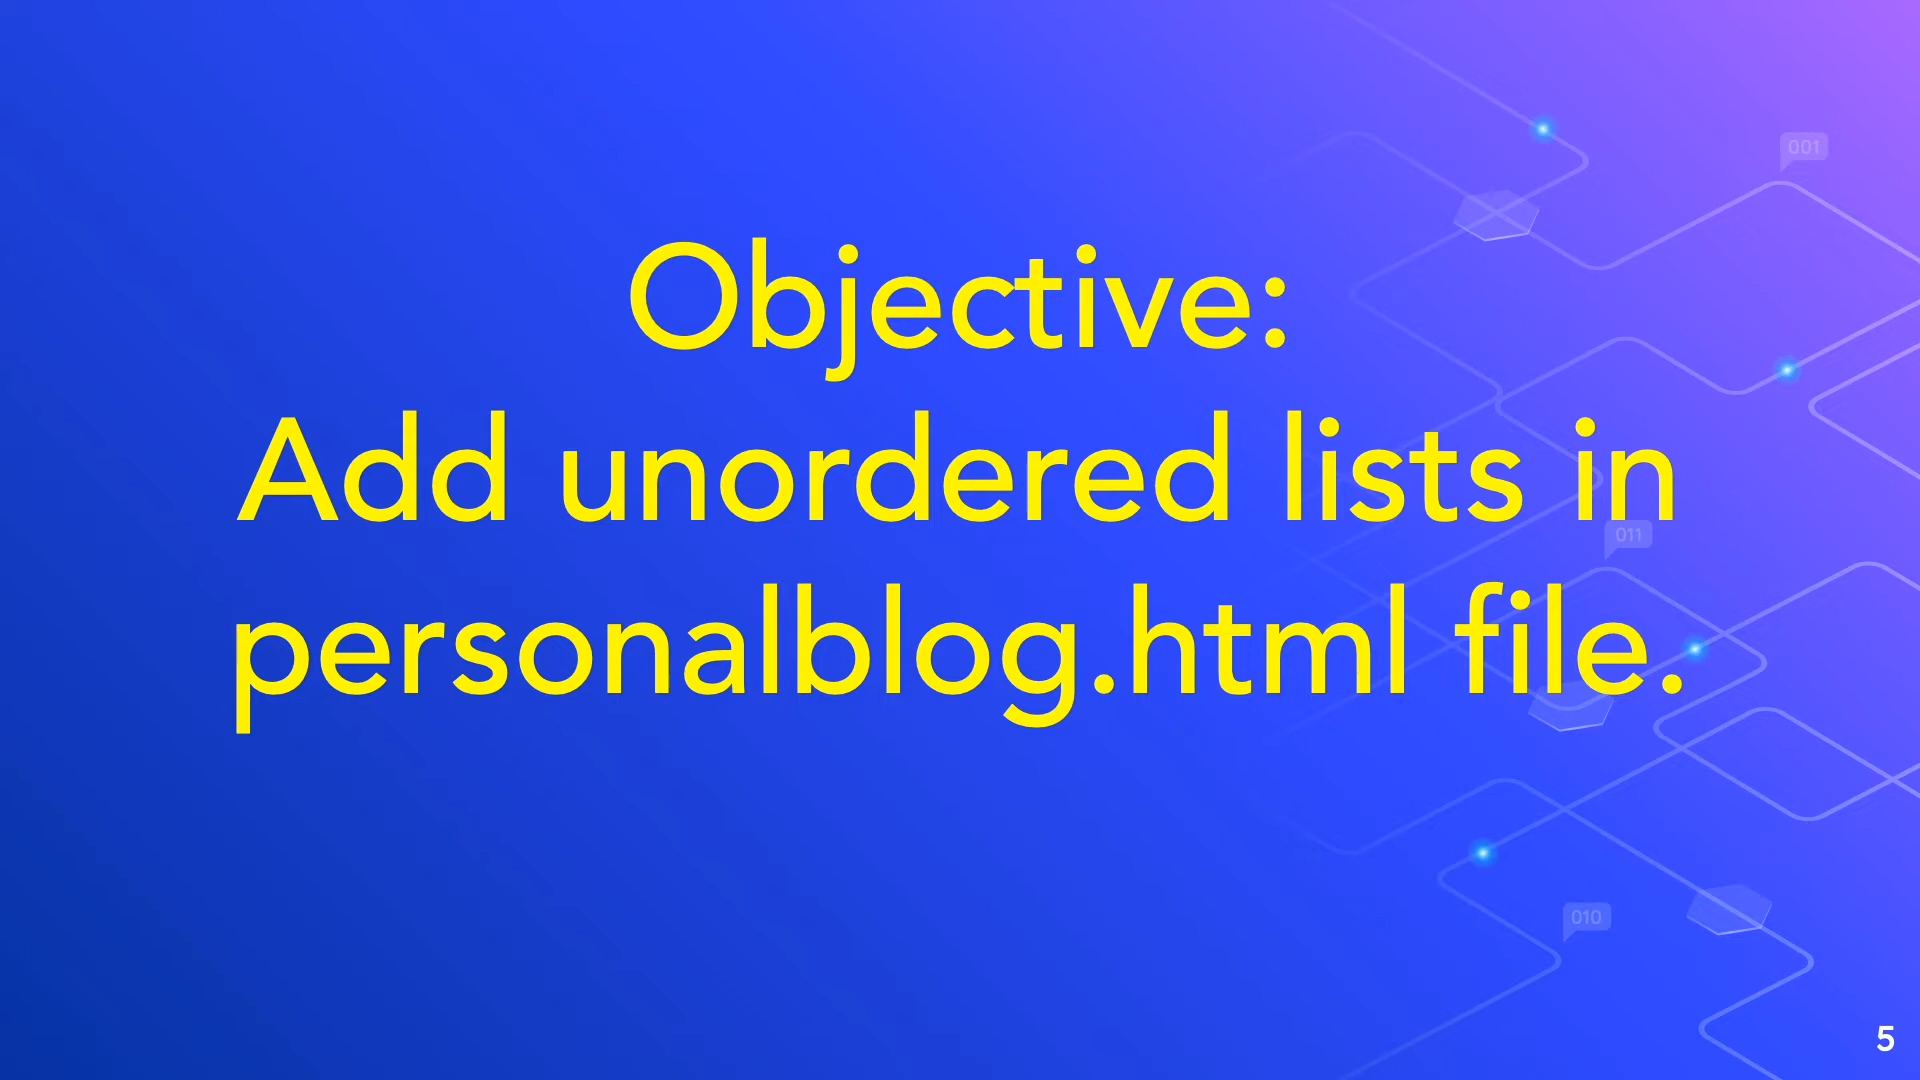 Objective:
Add unordered lists in
personalblog.html file.
001
011
010
5